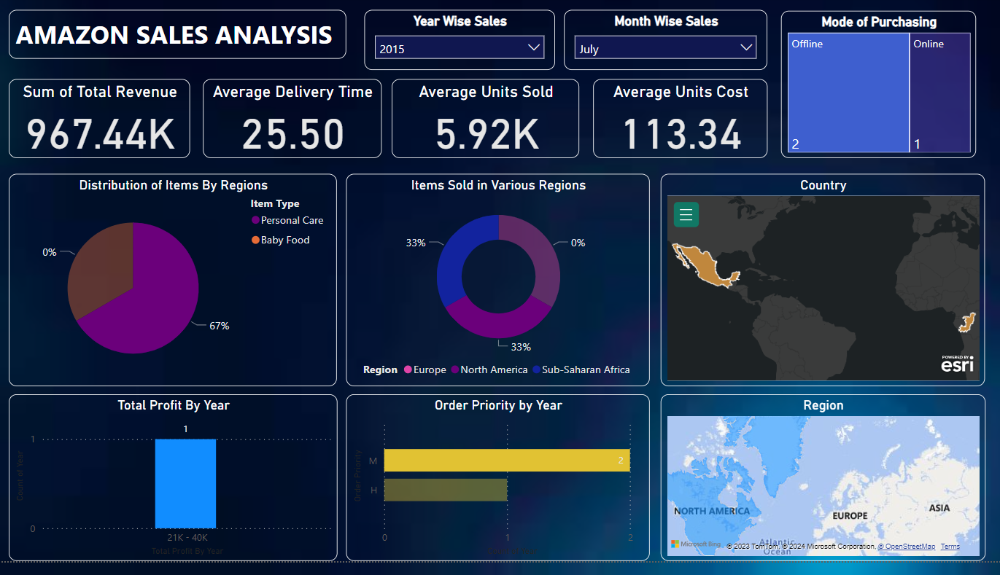 AMAZON SALES ANALYSIS
Year Wise Sales
2015
Month Wise Sales
July
Mode of Purchasing
Offline
Online
2
1
Sum of Total Revenue
967.44K
Average Delivery Time
25.50
Average Units Sold
5.92K
Average Units Cost
113.34
Distribution of Items By Regions
Item Type
Personal Care
Baby Food
0%
67%
Items Sold in Various Regions
33%
0%
33%
Region
Europe
North America
Sub-Saharan Africa
Country
POWERED BY
esri
Total Profit By Year
1
1
Count of Year
0
21K - 40K
Total Profit By Year
Order Priority by Year
Order Priority
M
2
H
0
1
2
Region
NORTH AMERICA
EUROPE
ASIA
Atlantic
Ocean
Microsoft Bing
© 2023 TomTom, © 2024 Microsoft Corporation, © OpenStreetMap Terms